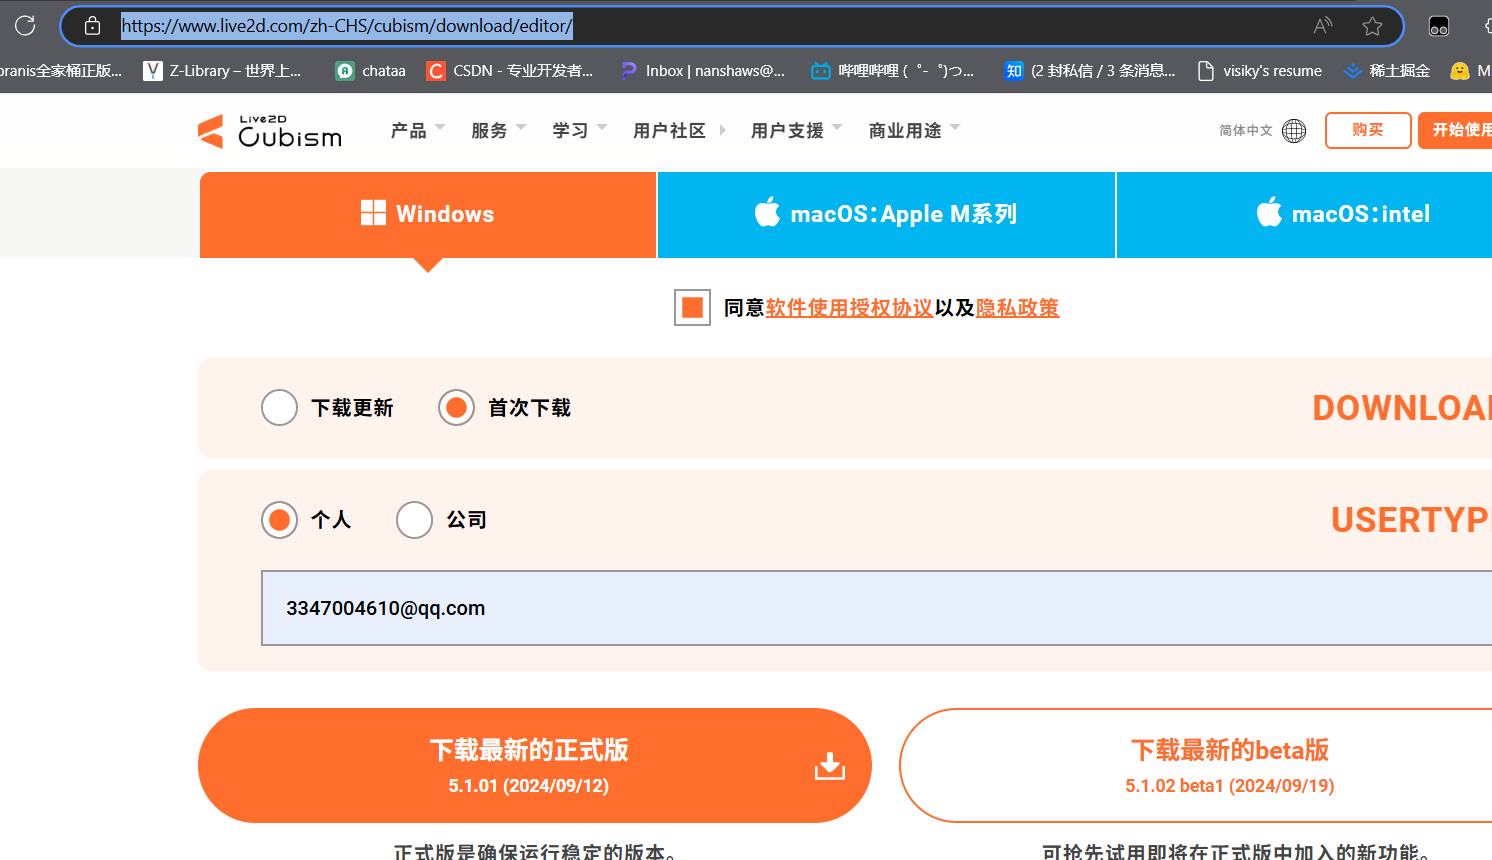 https://www.live2d.com/zh-CHS/cubism/download/editor/
oranis全家桶正版...
Z-Library – 世界上...
chataa
CSDN - 专业开发者...
Inbox | nanshaws@...
哔哩哔哩 (゜-゜)つ...
(2 封私信 / 3 条消息...
visiky's resume
稀土掘金
M
Live2D
Cubism
产品
服务
学习
用户社区
用户支援
商业用途
简体中文
购买
开始使用
Windows
macOS：Apple M系列
macOS：intel
同意软件使用授权协议以及隐私政策
下载更新
首次下载
DOWNLOA
个人
公司
USERTYP
3347004610@qq.com
下载最新的正式版
5.1.01 (2024/09/12)
下载最新的beta版
5.1.02 beta1 (2024/09/19)
正式版是确保运行稳定的版本。
可抢先试用即将在正式版中加入的新功能。